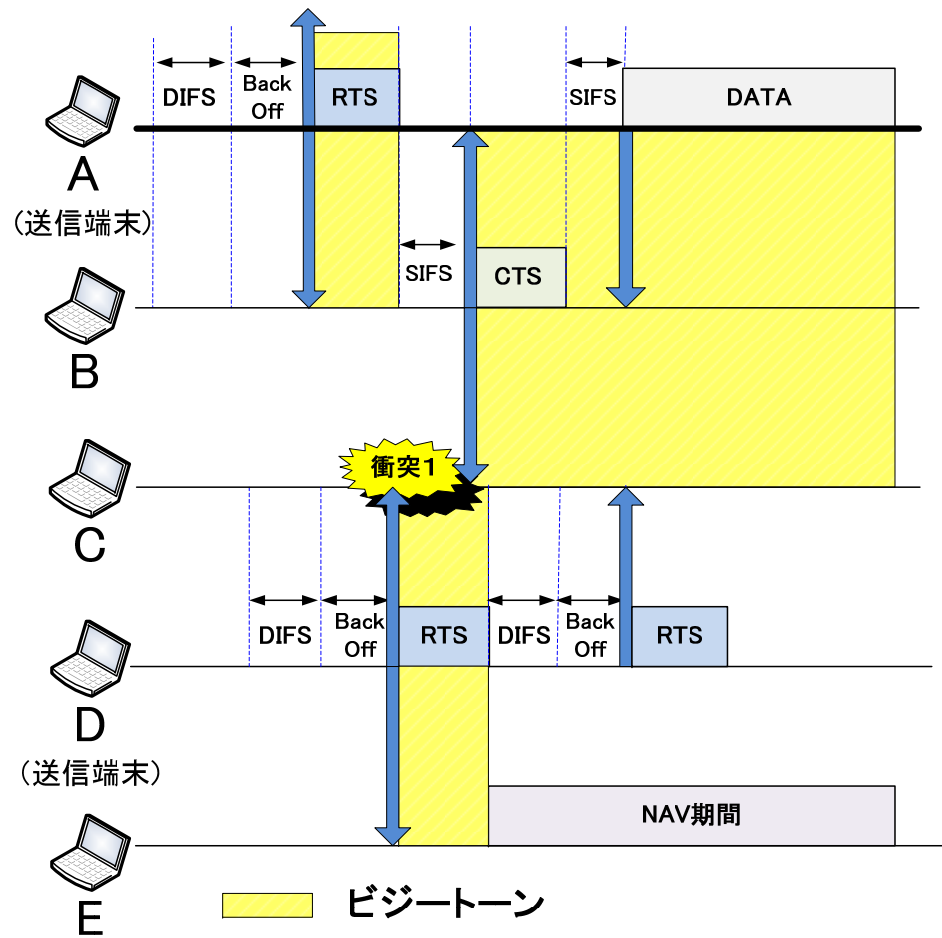 DIFS
Back
Off
RTS
SIFS
DATA
A
(送信端末)
SIFS
CTS
B
衝突1
C
DIFS
Back
Off
RTS
DIFS
Back
Off
RTS
D
(送信端末)
NAV期間
E
ビジートーン